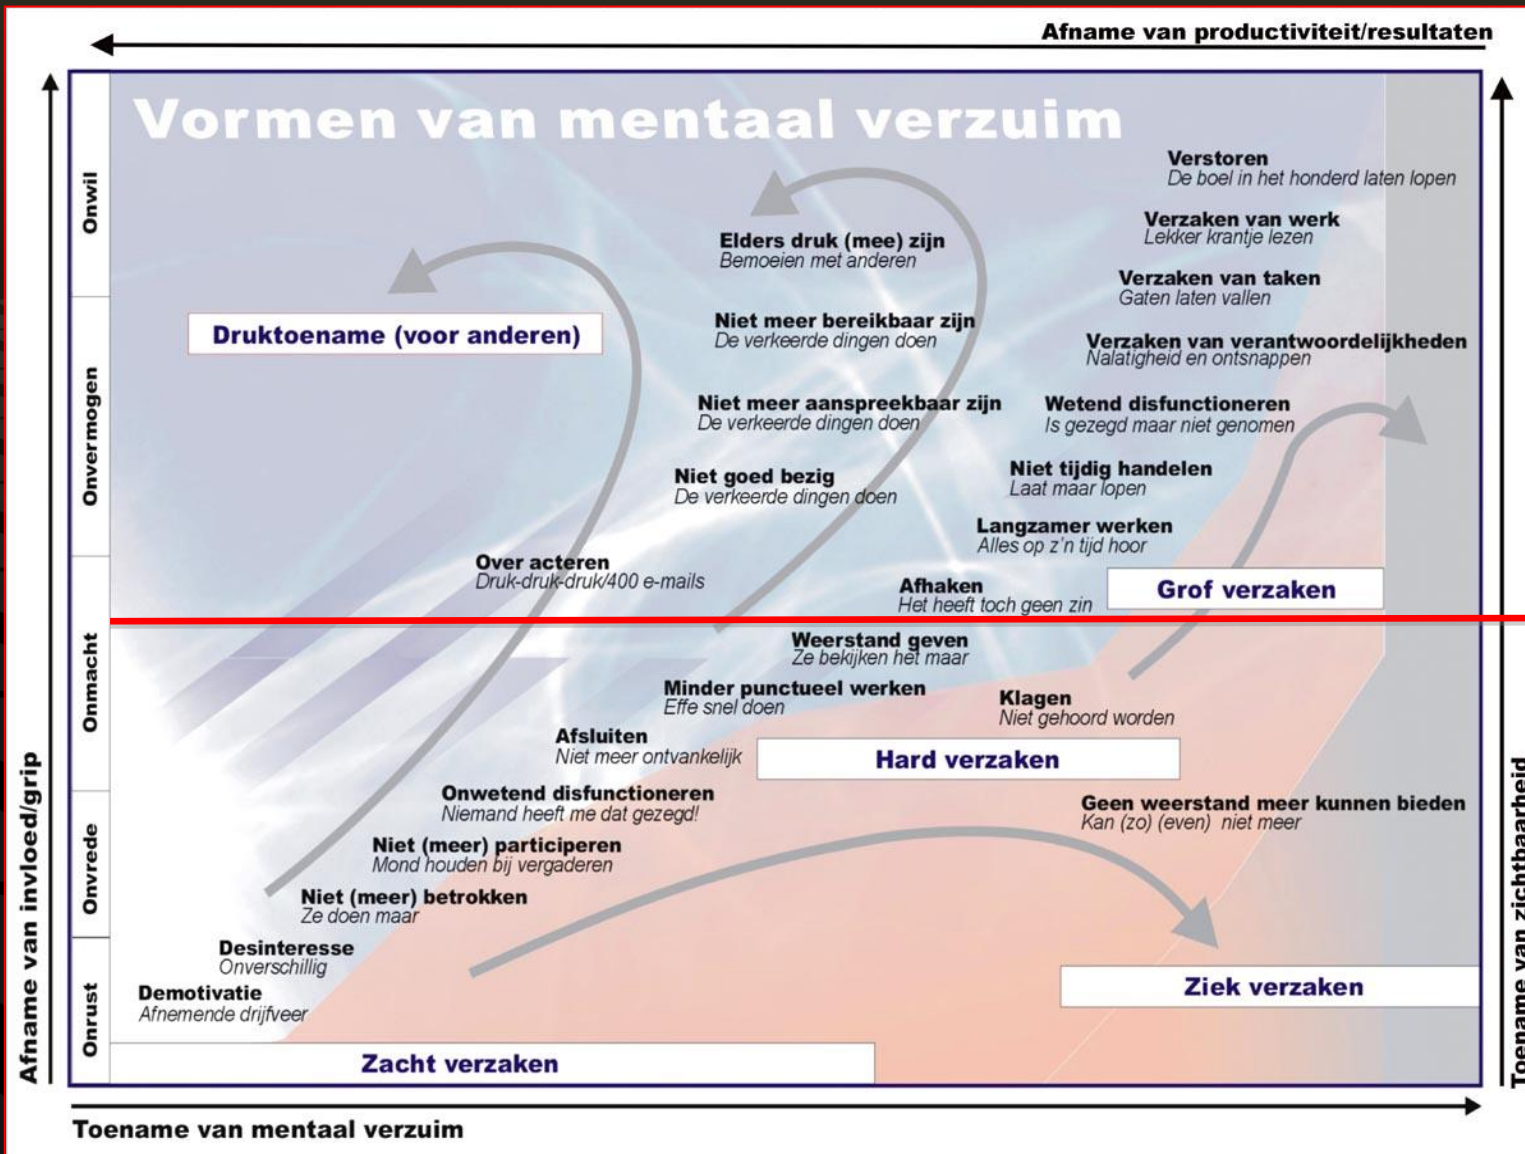 Afname van productiviteit/resultaten
Vormen van mentaal verzuim
Verstoren
De boel in het honderd laten lopen
Verzaken van werk
Lekker krantje lezen
Elders druk (mee) zijn
Bemoeien met anderen
Verzaken van taken
Gaten laten vallen
Druktoename (voor anderen)
Niet meer bereikbaar zijn
De verkeerde dingen doen
Verzaken van verantwoordelijkheden
Nalatigheid en ontsnappen
Niet meer aanspreekbaar zijn
De verkeerde dingen doen
Wetend disfunctioneren
Is gezegd maar niet genomen
Niet goed bezig
De verkeerde dingen doen
Niet tijdig handelen
Laat maar lopen
Langzamer werken
Alles op z'n tijd hoor
Over acteren
Druk-druk-druk/400 e-mails
Afhaken
Het heeft toch geen zin
Grof verzaken
Weerstand geven
Ze bekijken het maar
Minder punctueel werken
Effe snel doen
Klagen
Niet gehoord worden
Afsluiten
Niet meer ontvankelijk
Hard verzaken
Onwetend disfunctioneren
Niemand heeft me dat gezegd!
Geen weerstand meer kunnen bieden
Kan (zo) (even) niet meer
Niet (meer) participeren
Mond houden bij vergaderen
Niet (meer) betrokken
Ze doen maar
Desinteresse
Onverschillig
Demotivatie
Afnemende drijfveer
Ziek verzaken
Zacht verzaken
Onwil
Onvermogen
Onmacht
Onvrede
Onrust
Afname van invloed/grip
Toename van zichtbaarheid
Toename van mentaal verzuim